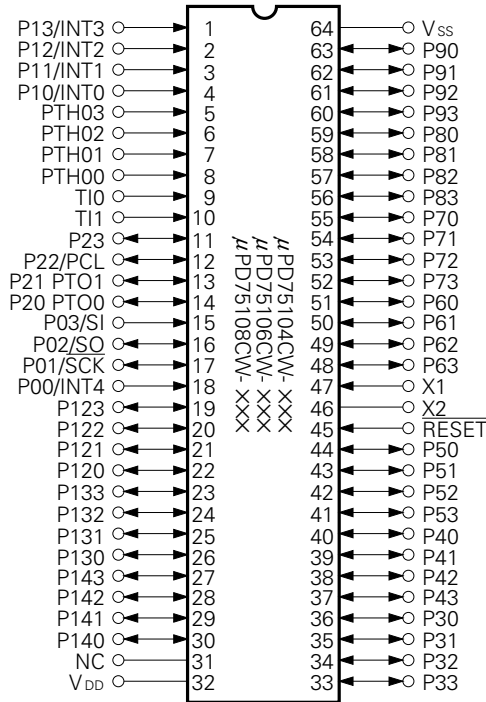 P13/INT3 1 64 VSS
P12/INT2 2 63 P90
P11/INT1 3 62 P91
P10/INT0 4 61 P92
PTH03 5 60 P93
PTH02 6 59 P80
PTH01 7 58 P81
PTH00 8 57 P82
TI0 9 56 P83
TI1 10 55 P70
P23 11 54 P71
P22/PCL 12 53 P72
P21 PTO1 13 52 P73
P20 PTO0 14 51 P60
P03/SI 15 50 P61
P02/SO 16 49 P62
P01/SCK 17 48 P63
P00/INT4 18 47 X1
P123 19 46 X2
P122 20 45 RESET
P121 21 44 P50
P120 22 43 P51
P133 23 42 P52
P132 24 41 P53
P131 25 40 P40
P130 26 39 P41
P143 27 38 P42
P142 28 37 P43
P141 29 36 P30
P140 30 35 P31
NC 31 34 P32
VDD 32 33 P33
μPD75104CW-×××
μPD75106CW-×××
μPD75108CW-×××